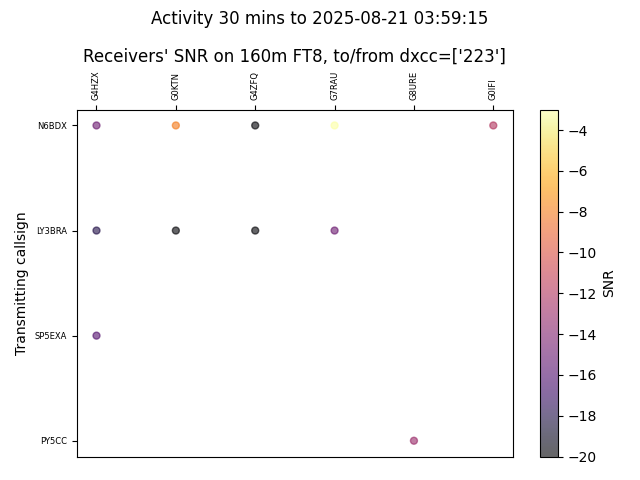 Activity 30 mins to 2025-08-21 03:59:15
Receivers' SNR on 160m FT8, to/from dxcc=['223']
G4HZX
G0KTN
G4ZFQ
G7RAU
G8URE
G0IFI
N6BDX
LY3BRA
SP5EXA
PY5CC
Transmitting callsign
−4
−6
−8
−10
−12
−14
−16
−18
−20
SNR